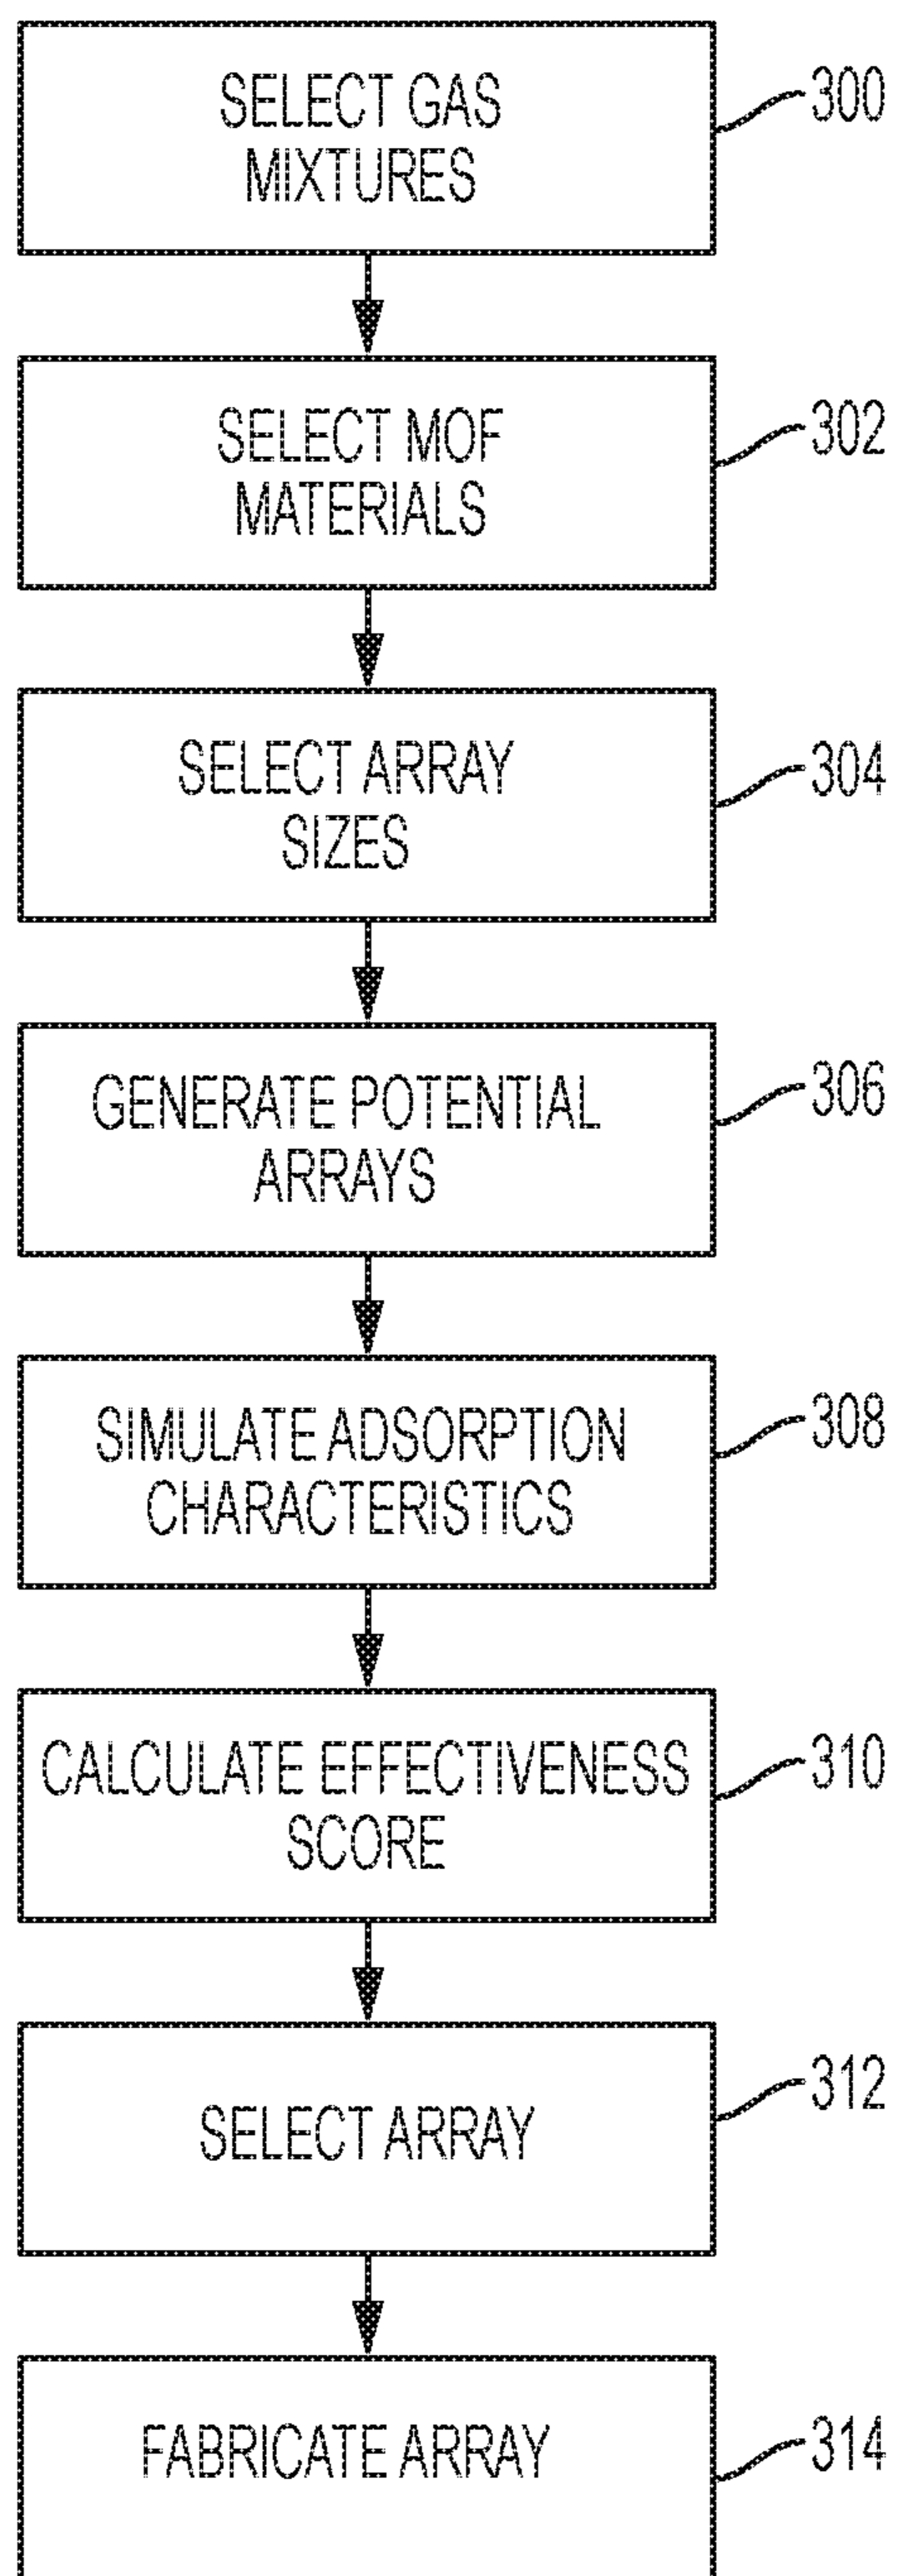 SELECT GAS
MIXTURES
300
SELECT MOF
MATERIALS
302
SELECT ARRAY
SIZES
304
GENERATE POTENTIAL
ARRAYS
306
SIMULATE ADSORPTION
CHARACTERISTICS
308
CALCULATE EFFECTIVENESS
SCORE
310
SELECT ARRAY
312
FABRICATE ARRAY
314